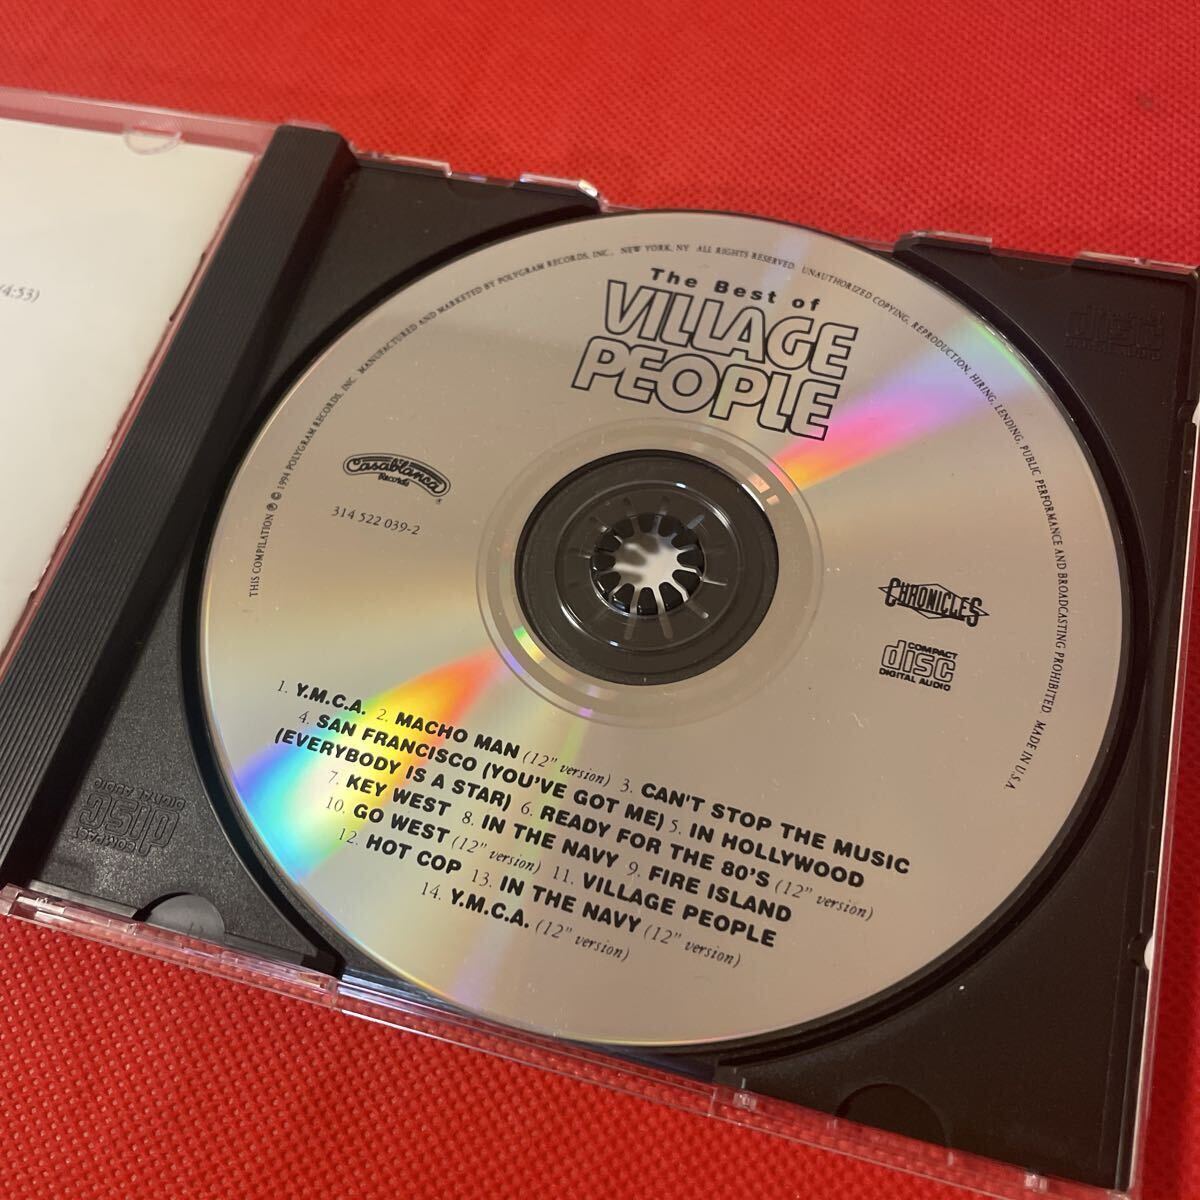 4:53)
The Best of
VILLAGE
PEOPLE
Casablanca
Records
314 522 039-2
CHRONICLES
COMPACT
disc
DIGITAL AUDIO
1. Y.M.C.A. 2. MACHO MAN (12" version) 3. CAN'T STOP THE MUSIC
4. SAN FRANCISCO (YOU'VE GOT ME) 5. IN HOLLYWOOD
(EVERYBODY IS A STAR) 6. READY FOR THE 80'S (12" version)
7. KEY WEST 8. IN THE NAVY 9. FIRE ISLAND
10. GO WEST (12" version) 11. VILLAGE PEOPLE
12. HOT COP 13. IN THE NAVY (12" version)
14. Y.M.C.A. (12" version)
THIS COMPILATION ℗ © 1994 POLYGRAM RECORDS, INC. MANUFACTURED AND MARKETED BY POLYGRAM RECORDS, INC., NEW YORK, NY ALL RIGHTS RESERVED. UNAUTHORIZED COPYING, REPRODUCTION, HIRING, LENDING, PUBLIC PERFORMANCE AND BROADCASTING PROHIBITED. MADE IN U.S.A.
COMPACT
disc
DIGITAL AUDIO
disc